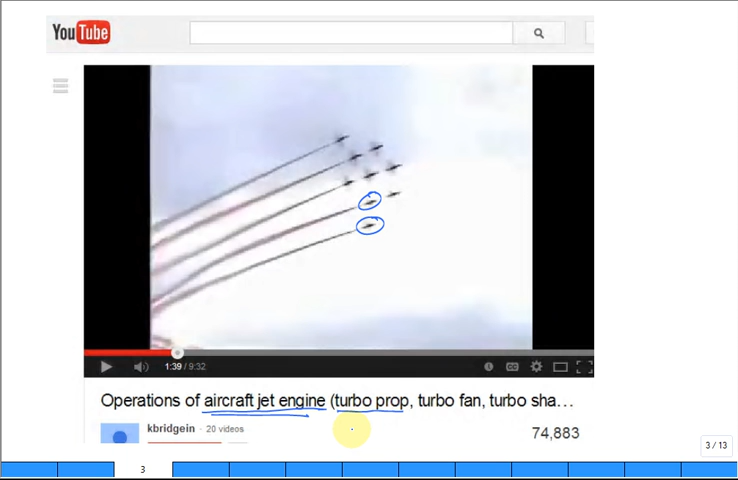 YouTube
1:39 / 9:32
CC
Operations of aircraft jet engine (turbo prop, turbo fan, turbo sha...
kbridgein · 20 videos
74,883
3 / 13
3